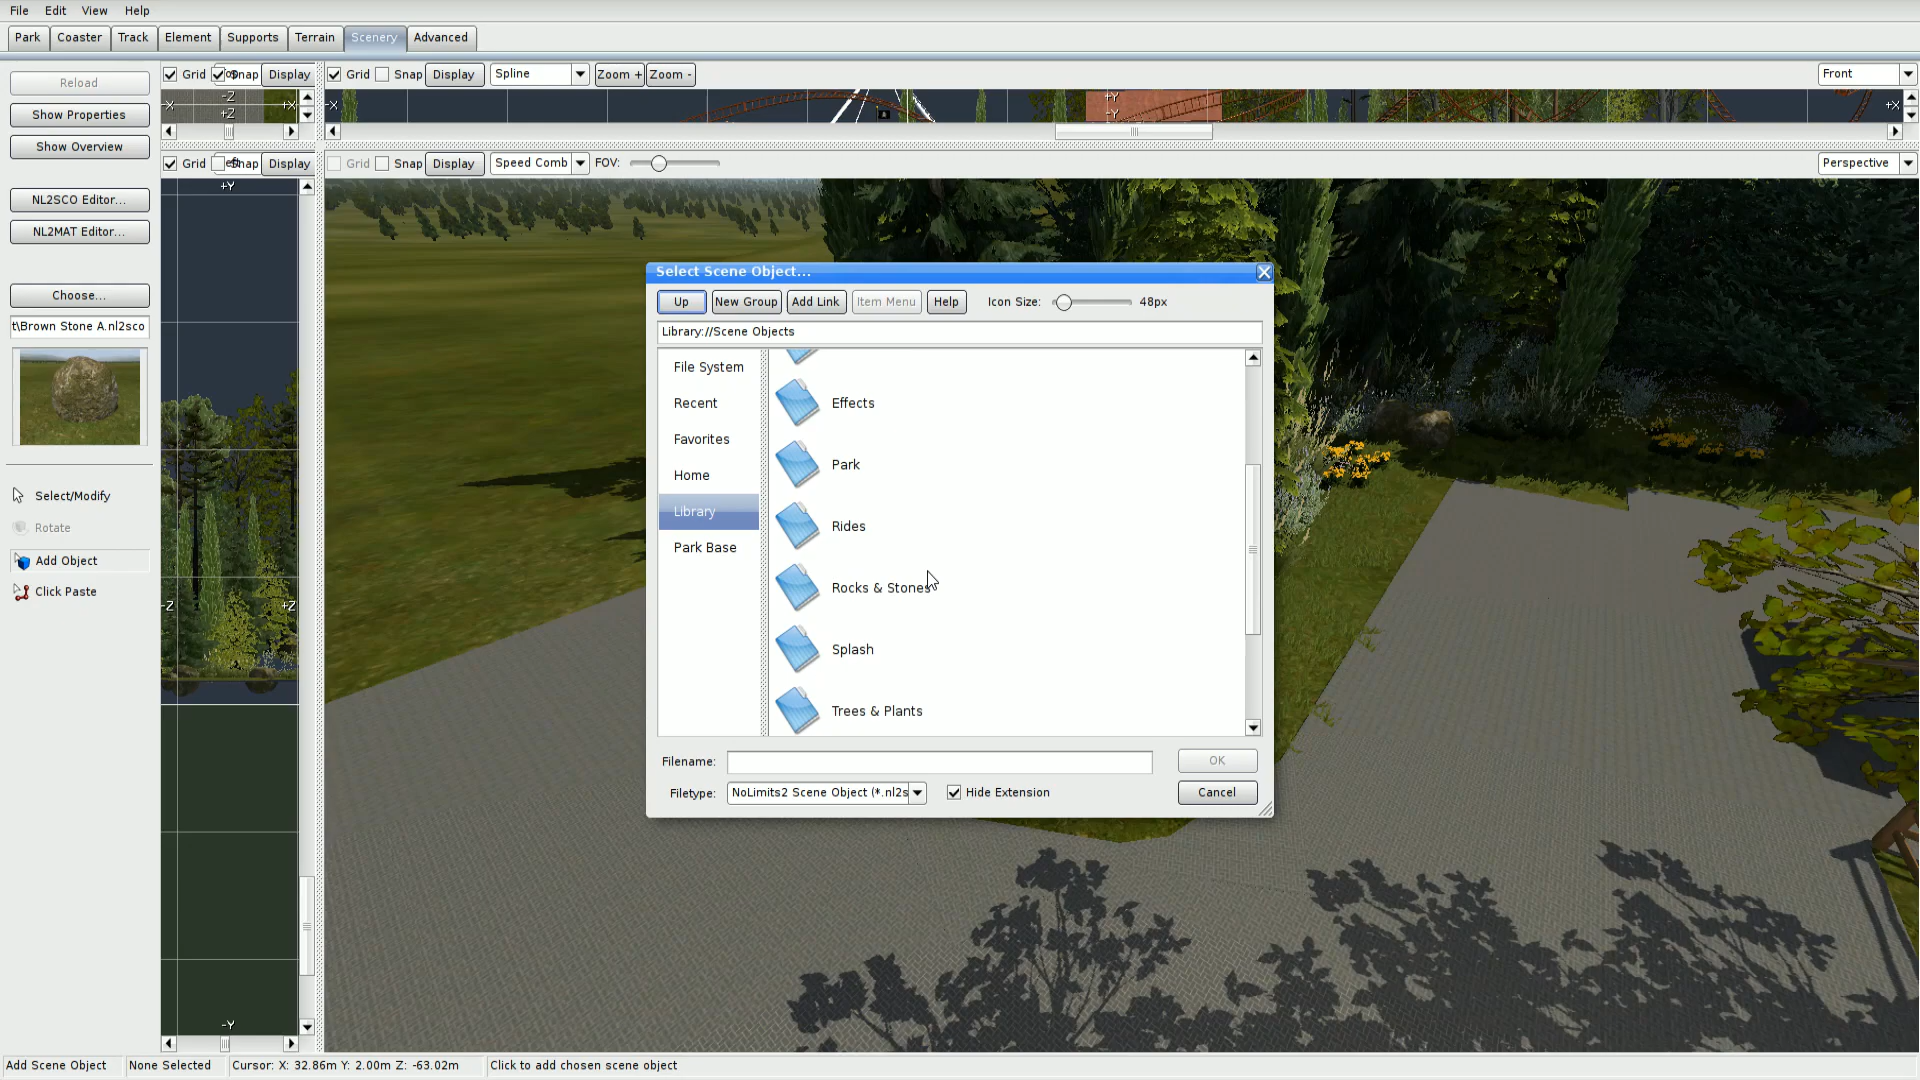 File Edit View Help
Park Coaster Track Element Supports Terrain Scenery Advanced
Reload
Show Properties
Show Overview
NL2SCO Editor...
NL2MAT Editor...
Choose...
t\Brown Stone A.nl2sco
Select/Modify
Rotate
Add Object
Click Paste
Grid Snap Display
-Z
-X +X
+Z
Grid Snap Display Spline Zoom + Zoom - Front
-X +Y +X
-Y
Grid Snap Display
+Y
-Z +Z
-Y
Grid Snap Display Speed Comb FOV: Perspective
Select Scene Object...
Up New Group Add Link Item Menu Help Icon Size: 48px
Library://Scene Objects
File System
Recent
Favorites
Home
Library
Park Base
Effects
Park
Rides
Rocks & Stones
Splash
Trees & Plants
Filename: OK
Filetype: NoLimits2 Scene Object (*.nl2s Hide Extension Cancel
Add Scene Object None Selected Cursor: X: 32.86m Y: 2.00m Z: -63.02m Click to add chosen scene object